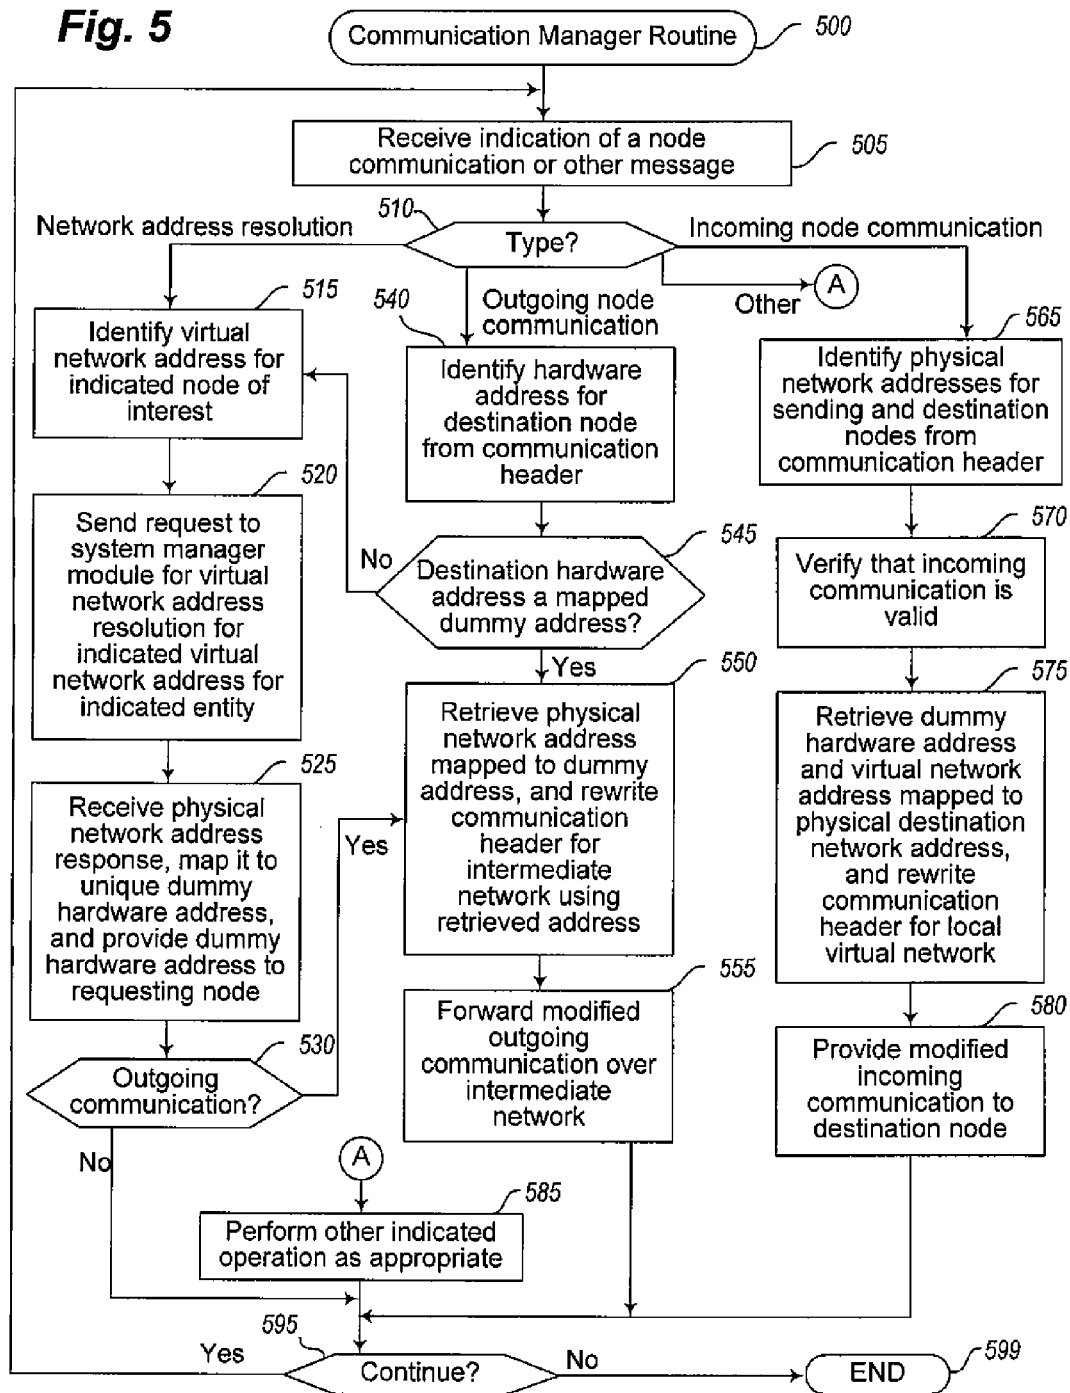 Fig. 5
Communication Manager Routine
500
Receive indication of a node
communication or other message
505
510
Type?
Network address resolution
Incoming node communication
Outgoing node
communication
Other
A
515
Identify virtual
network address for
indicated node of
interest
520
Send request to
system manager
module for virtual
network address
resolution for
indicated virtual
network address for
indicated entity
525
Receive physical
network address
response, map it to
unique dummy
hardware address,
and provide dummy
hardware address to
requesting node
530
Outgoing
communication?
Yes
No
540
Identify hardware
address for
destination node
from communication
header
545
Destination hardware
address a mapped
dummy address?
No
Yes
550
Retrieve physical
network address
mapped to dummy
address, and rewrite
communication
header for
intermediate
network using
retrieved address
555
Forward modified
outgoing
communication over
intermediate
network
565
Identify physical
network addresses for
sending and destination
nodes from
communication header
570
Verify that incoming
communication is
valid
575
Retrieve dummy
hardware address
and virtual network
address mapped to
physical destination
network address,
and rewrite
communication
header for local
virtual network
580
Provide modified
incoming
communication to
destination node
A
585
Perform other indicated
operation as appropriate
595
Continue?
Yes
No
END
599